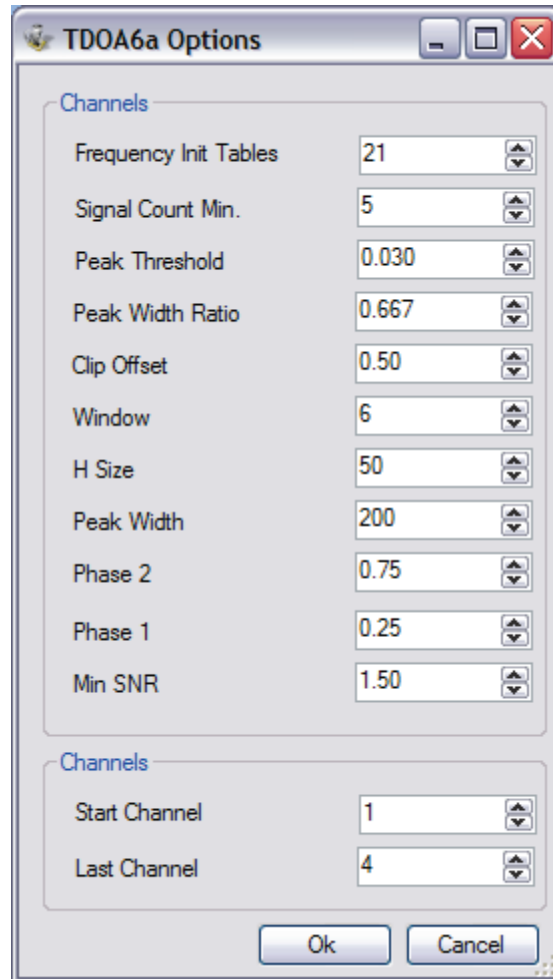 TDOA6a Options
Channels
Frequency Init Tables 21
Signal Count Min. 5
Peak Threshold 0.030
Peak Width Ratio 0.667
Clip Offset 0.50
Window 6
H Size 50
Peak Width 200
Phase 2 0.75
Phase 1 0.25
Min SNR 1.50
Channels
Start Channel 1
Last Channel 4
Ok Cancel